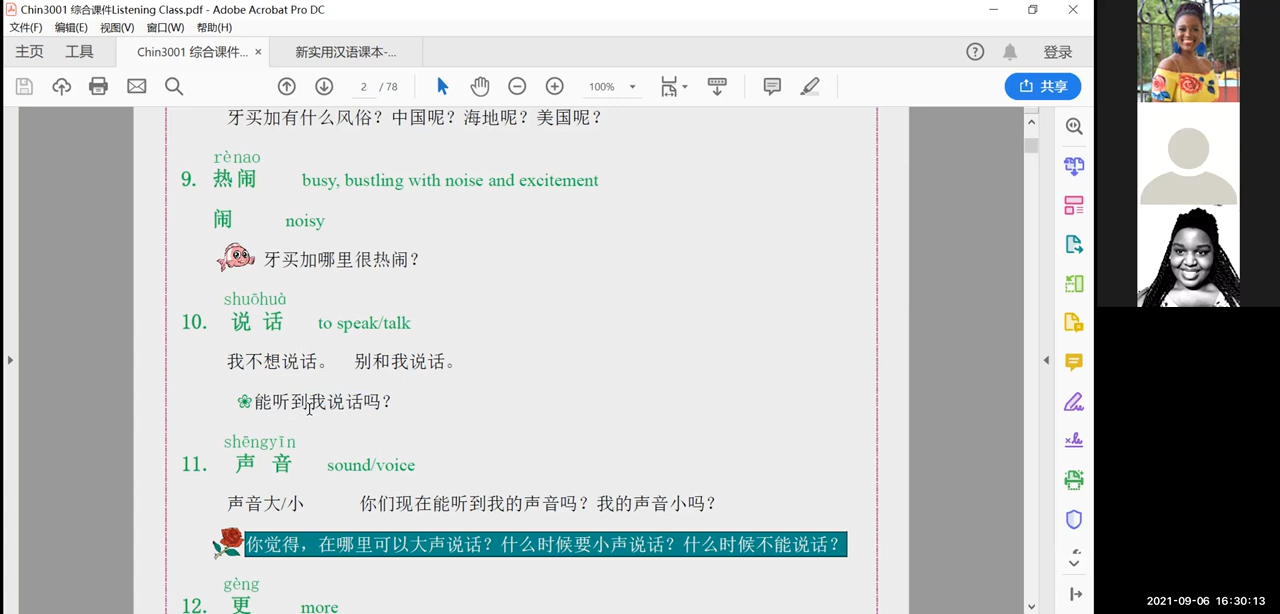 Chin3001 综合课件Listening Class.pdf - Adobe Acrobat Pro DC
文件(F) 编辑(E) 视图(V) 窗口(W) 帮助(H)
主页 工具 Chin3001 综合课件... × 新实用汉语课本-... 登录
2 / 78 100% 共享
牙买加有什么风俗？中国呢？海地呢？美国呢？
rènao
9. 热闹 busy, bustling with noise and excitement
闹 noisy
牙买加哪里很热闹？
shuōhuà
10. 说话 to speak/talk
我不想说话。 别和我说话。
能听到我说话吗？
shēngyīn
11. 声音 sound/voice
声音大/小 你们现在能听到我的声音吗？我的声音小吗？
你觉得，在哪里可以大声说话？什么时候要小声说话？什么时候不能说话？
gèng
12. 更 more
2021-09-06 16:30:13